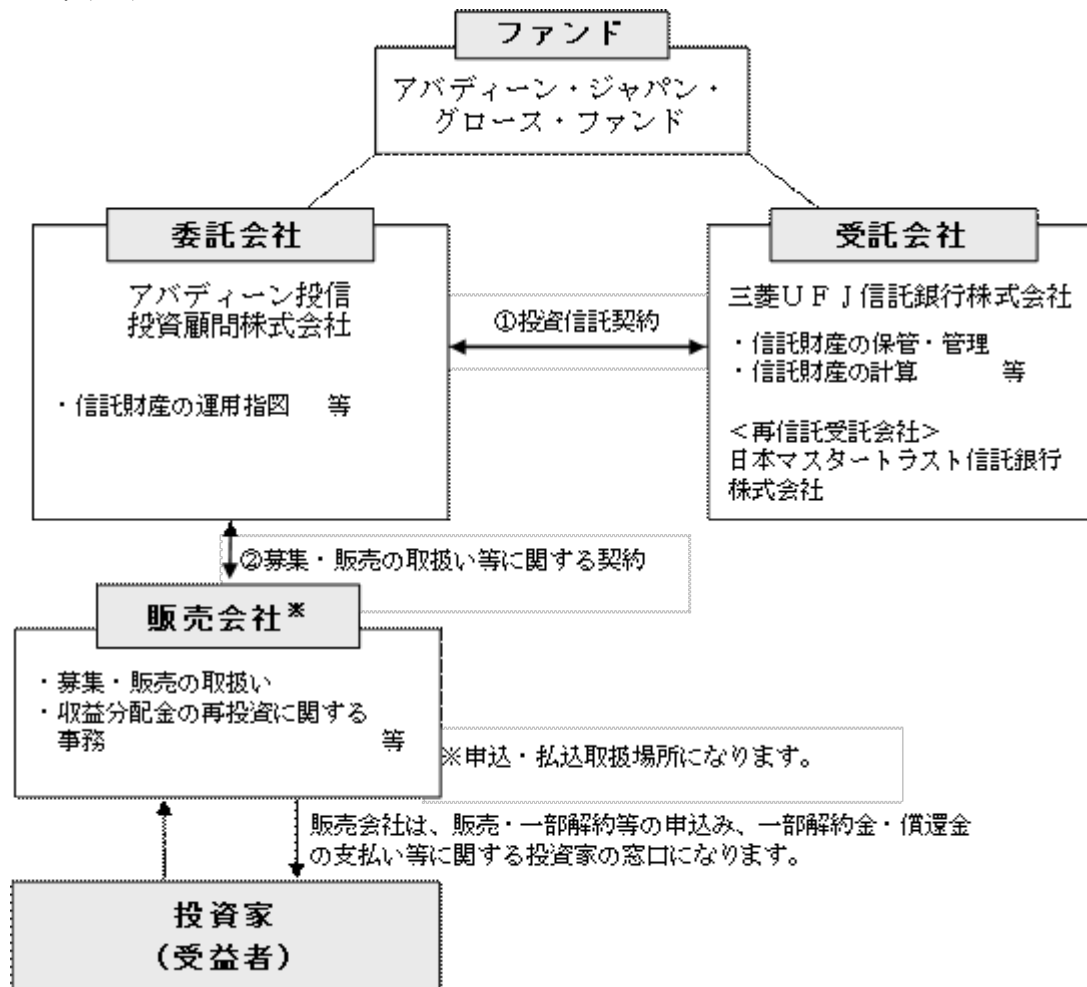 ファンド
アバディーン・ジャパン・
グロース・ファンド
委託会社
アバディーン投信
投資顧問株式会社
・信託財産の運用指図 等
①投資信託契約
受託会社
三菱UFJ信託銀行株式会社
・信託財産の保管・管理
・信託財産の計算 等
<再信託受託会社>
日本マスタートラスト信託銀行
株式会社
②募集・販売の取扱い等に関する契約
販売会社※
・募集・販売の取扱い
・収益分配金の再投資に関する
事務 等
※申込・払込取扱場所になります。
販売会社は、販売・一部解約等の申込み、一部解約金・償還金
の支払い等に関する投資家の窓口になります。
投資家
(受益者)